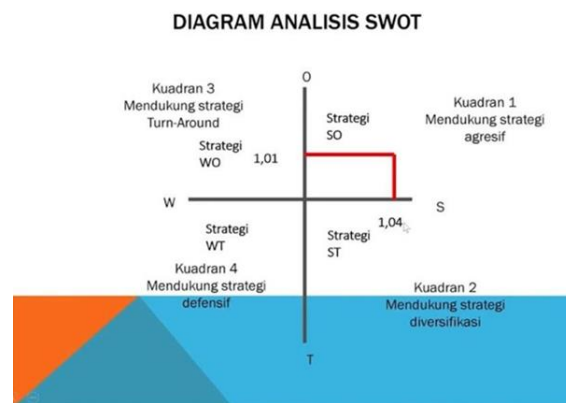 DIAGRAM ANALISIS SWOT
O
Kuadran 3
Mendukung strategi
Turn-Around
Strategi
SO
Kuadran 1
Mendukung strategi
agresif
Strategi
WO
1,01
W
S
1,04
Strategi
WT
Strategi
ST
Kuadran 4
Mendukung strategi
defensif
Kuadran 2
Mendukung strategi
diversifikasi
T